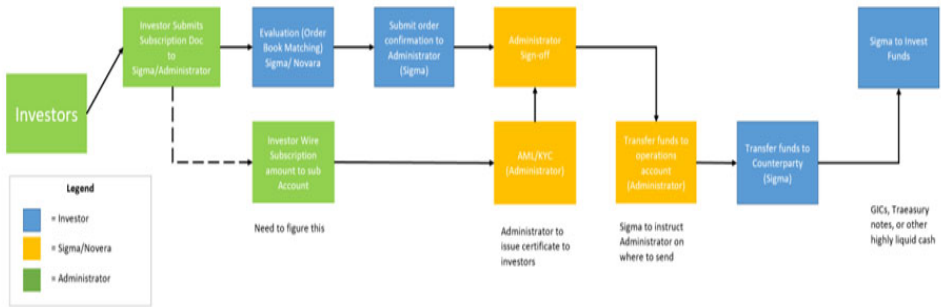 Investors
Investor Submits
Subscription Doc
to
Sigma/Administrator
Evaluation (Order
Book Matching)
Sigma/ Novara
Submit order
confirmation to
Administrator
(Sigma)
Administrator
Sign-off
Sigma to Invest
Funds
Investor Wire
Subscription
amount to sub
Account
AML/KYC
(Administrator)
Transfer funds to
operations
account
(Administrator)
Transfer funds to
Counterparty
(Sigma)
Need to figure this
Administrator to
issue certificate to
investors
Sigma to instruct
Administrator on
where to send
GICs, Traeasury
notes, or other
highly liquid cash
Legend
= Investor
= Sigma/Novera
= Administrator